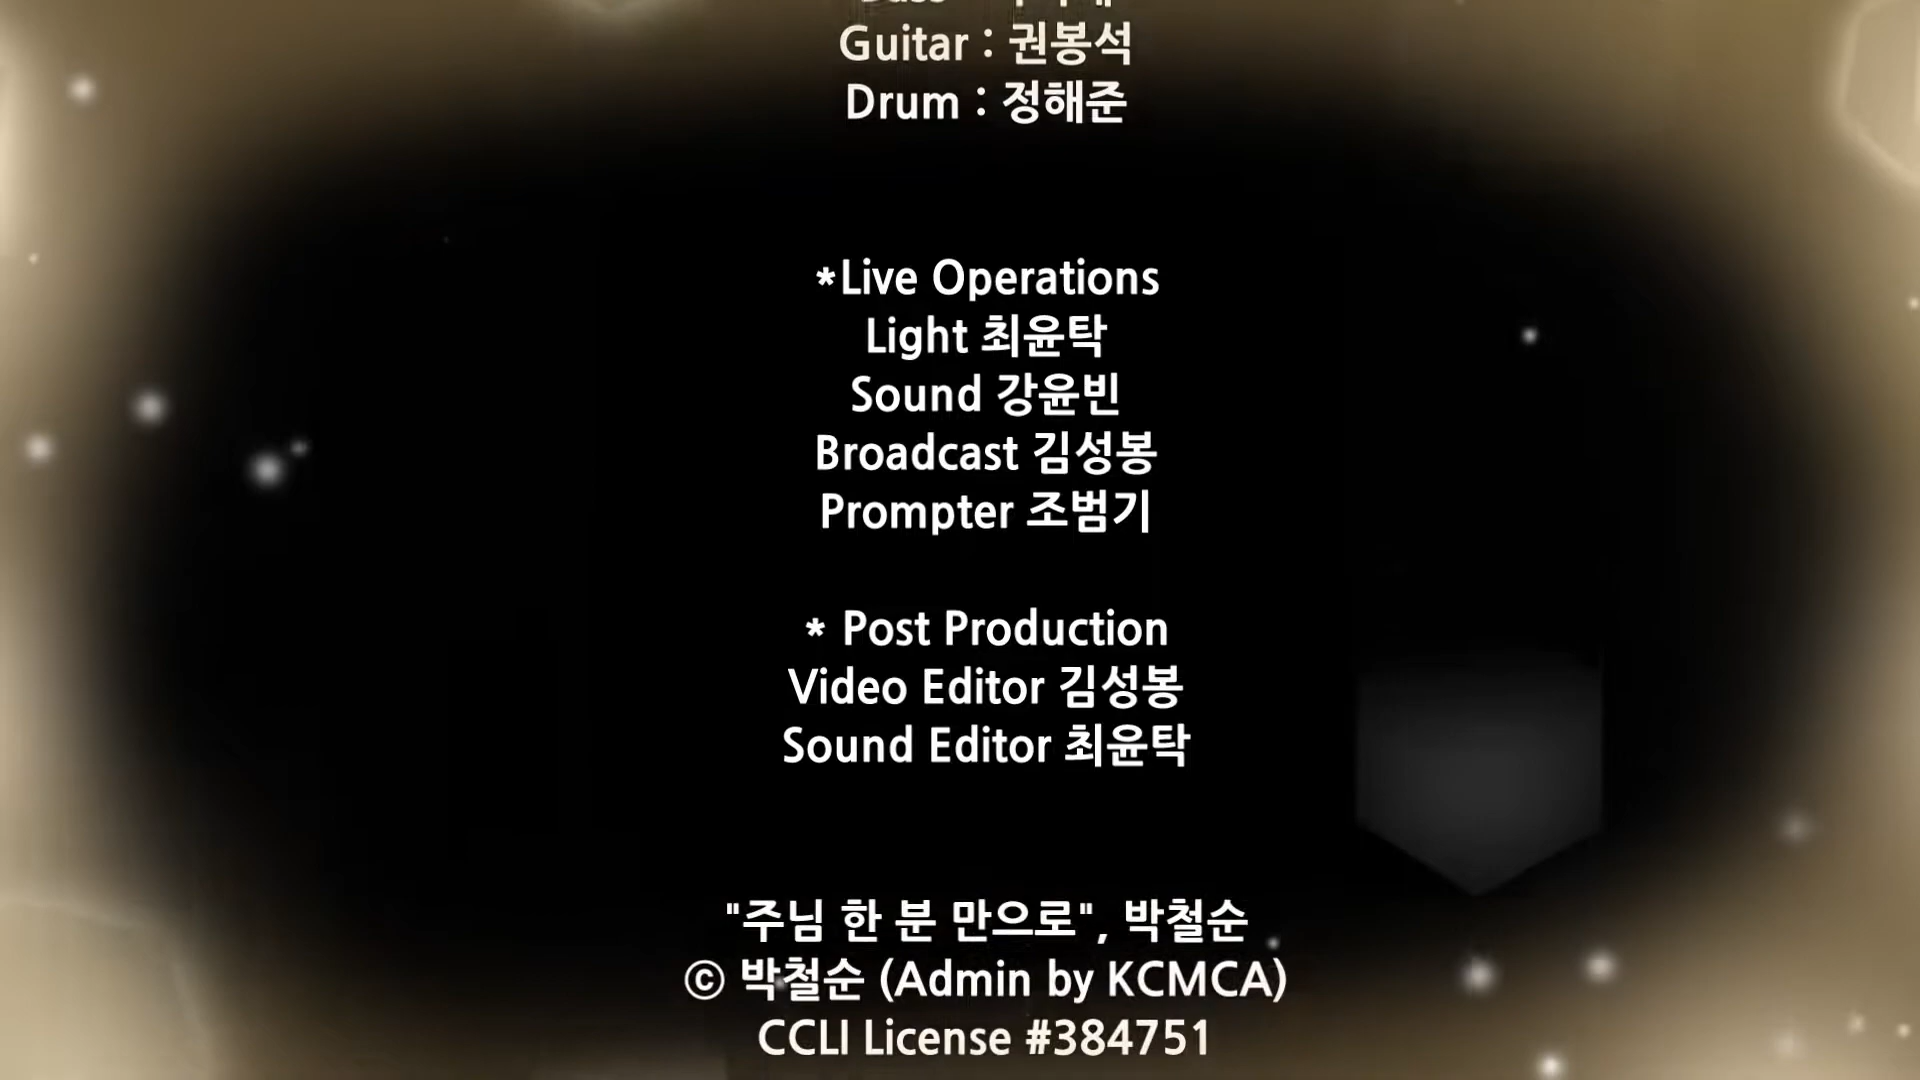 Guitar : 권봉석
Drum : 정해준
*Live Operations
Light 최윤탁
Sound 강윤빈
Broadcast 김성봉
Prompter 조범기
* Post Production
Video Editor 김성봉
Sound Editor 최윤탁
"주님 한 분 만으로", 박철순
© 박철순 (Admin by KCMCA)
CCLI License #384751